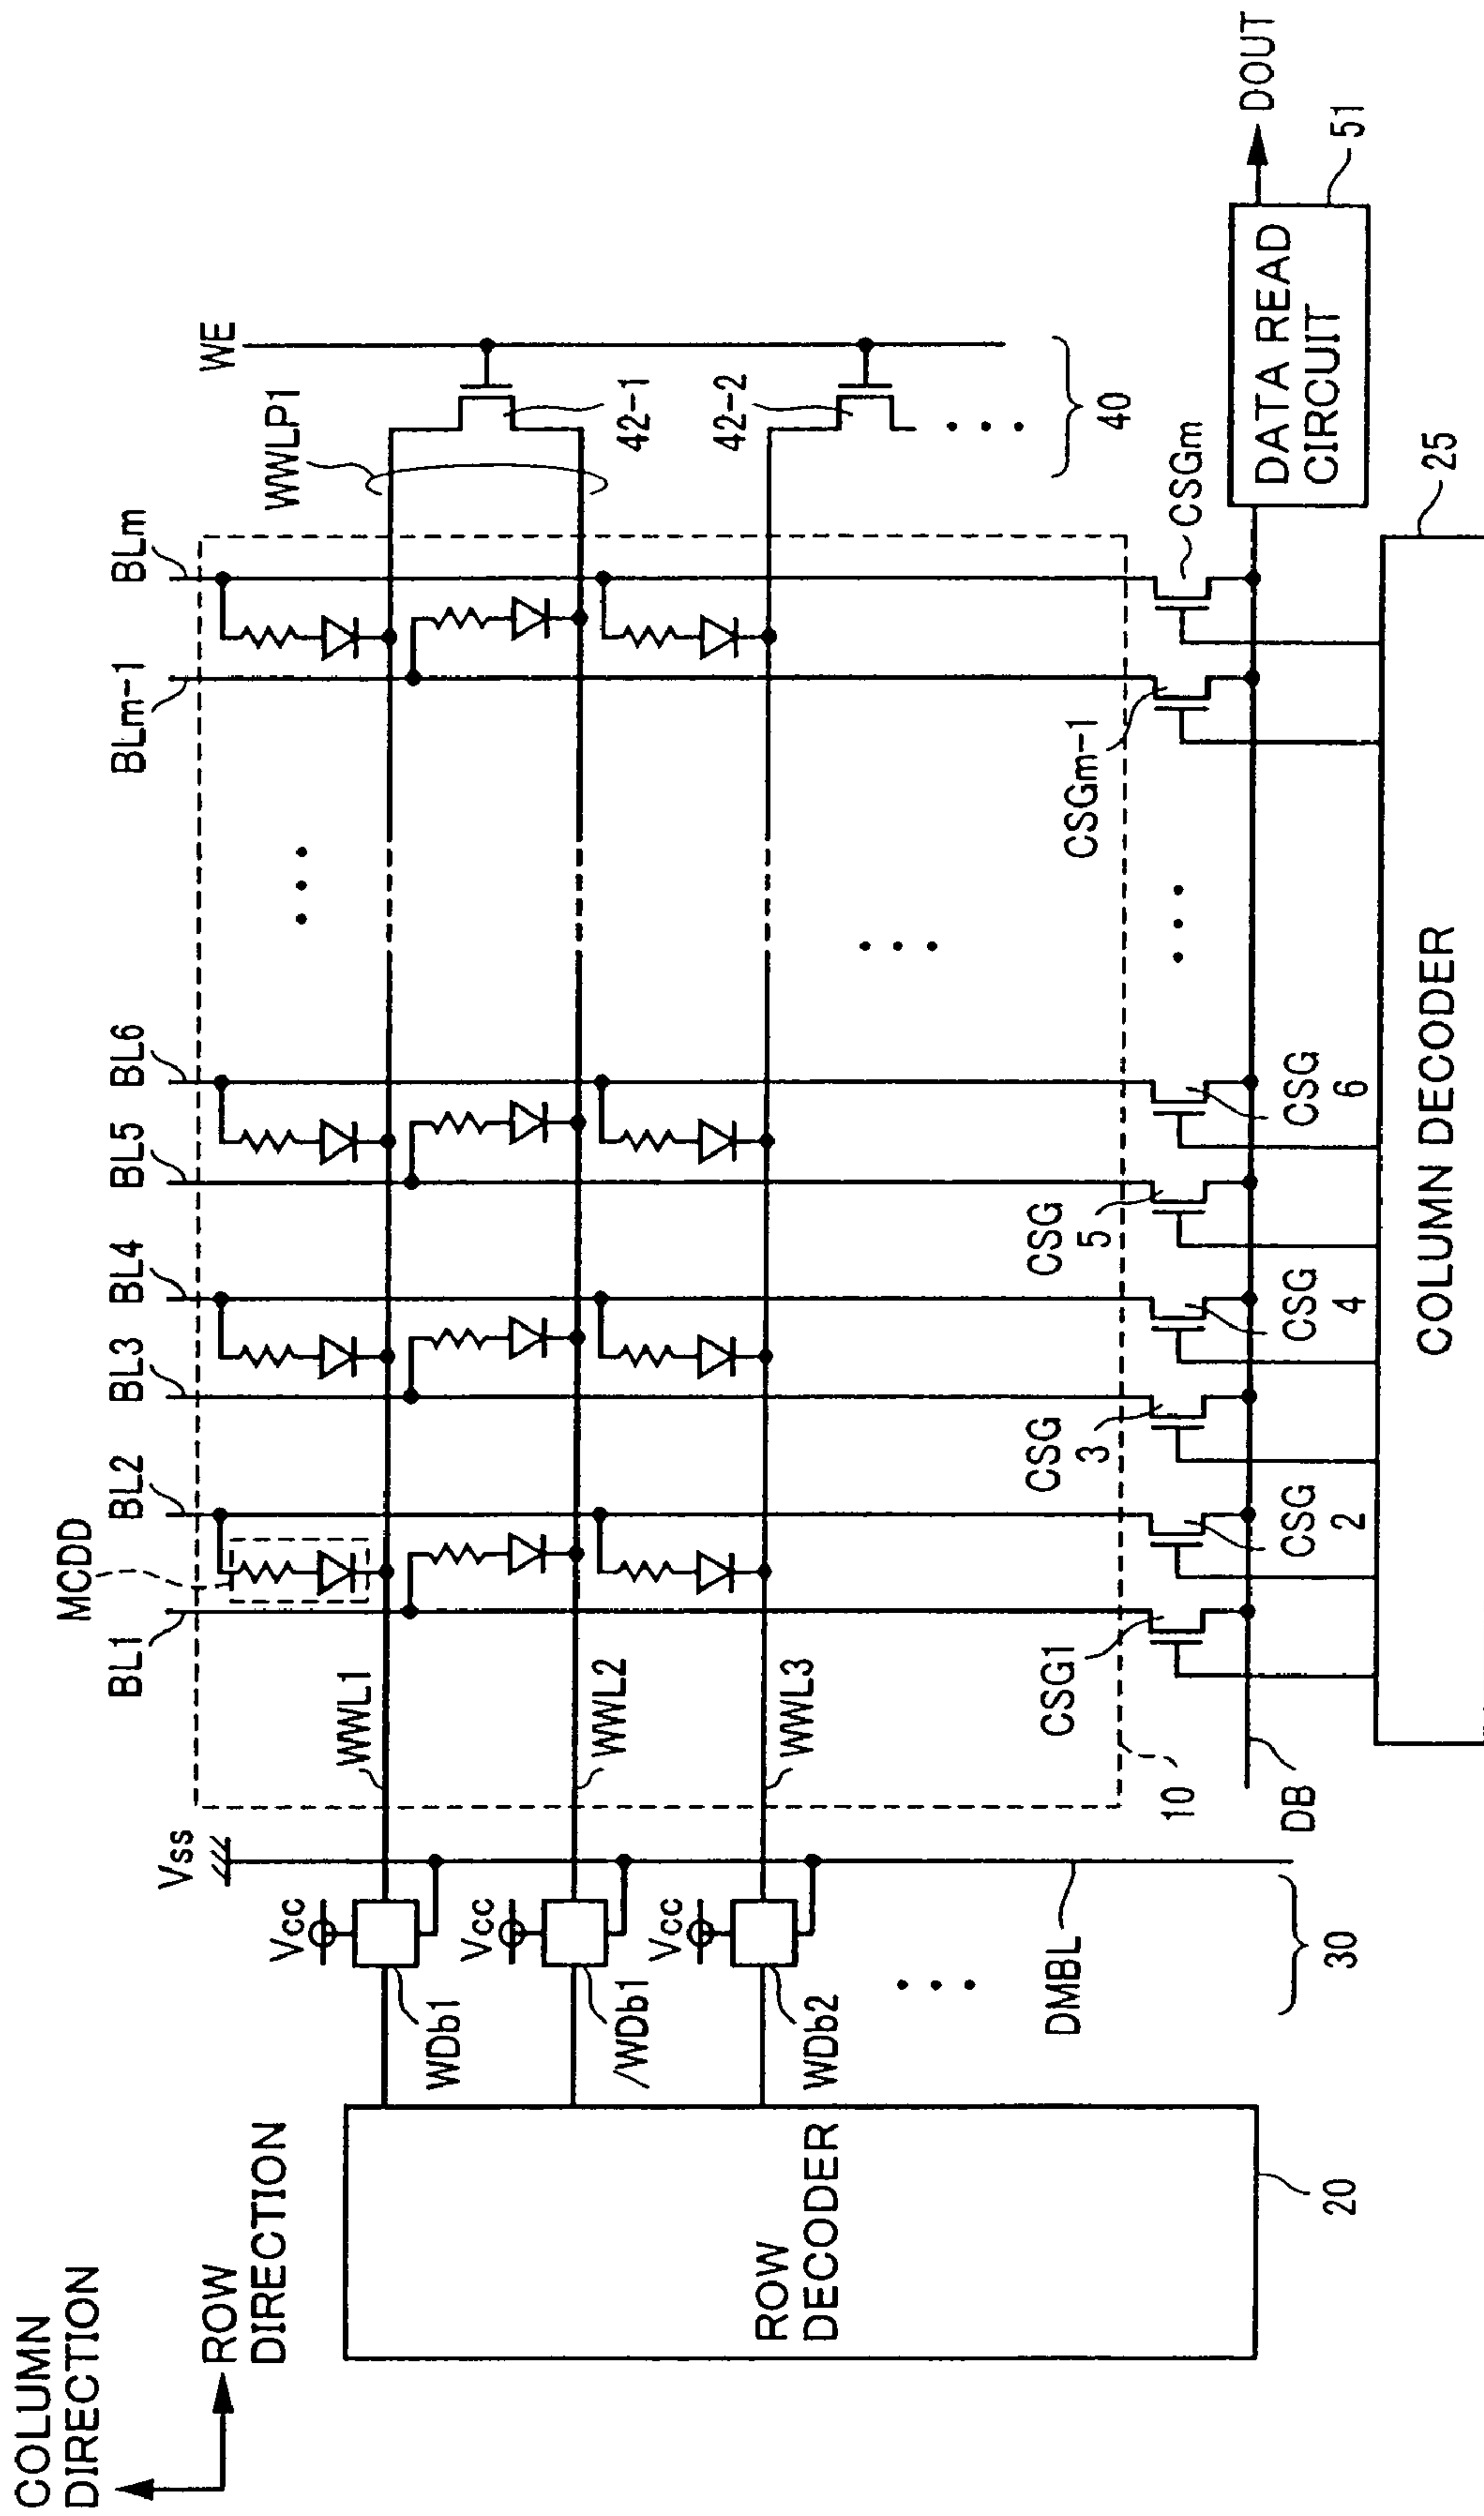 COLUMN
DIRECTION
ROW
DIRECTION
ROW
DECODER
20
Vss
Vcc
Vcc
Vcc
WDb1
/WDb1
WDb2
DMBL
30
WWL1
WWL2
WWL3
MCDD
BL1
BL2
BL3
BL4
BL5
BL6
BLm-1
BLm
WWLP1
WE
42-1
42-2
40
10
DB
CSG1
CSG
2
CSG
3
CSG
4
CSG
5
CSG
6
CSGm-1
CSGm
COLUMN DECODER
25
DATA READ
CIRCUIT
51
DOUT